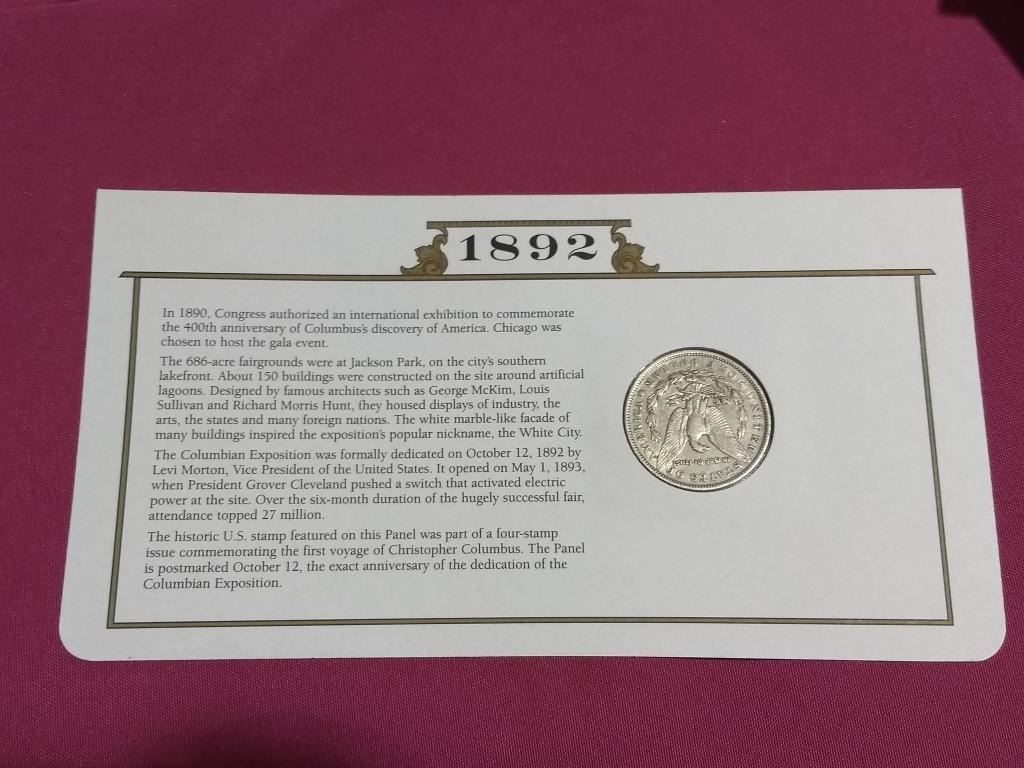 1892
In 1890, Congress authorized an international exhibition to commemorate
the 400th anniversary of Columbus's discovery of America. Chicago was
chosen to host the gala event.
The 686-acre fairgrounds were at Jackson Park, on the city's southern
lakefront. About 150 buildings were constructed on the site around artificial
lagoons. Designed by famous architects such as George McKim, Louis
Sullivan and Richard Morris Hunt, they housed displays of industry, the
arts, the states and many foreign nations. The white marble-like facade of
many buildings inspired the exposition's popular nickname, the White City.
The Columbian Exposition was formally dedicated on October 12, 1892 by
Levi Morton, Vice President of the United States. It opened on May 1, 1893,
when President Grover Cleveland pushed a switch that activated electric
power at the site. Over the six-month duration of the hugely successful fair,
attendance topped 27 million.
The historic U.S. stamp featured on this Panel was part of a four-stamp
issue commemorating the first voyage of Christopher Columbus. The Panel
is postmarked October 12, the exact anniversary of the dedication of the
Columbian Exposition.
UNITED STATES O